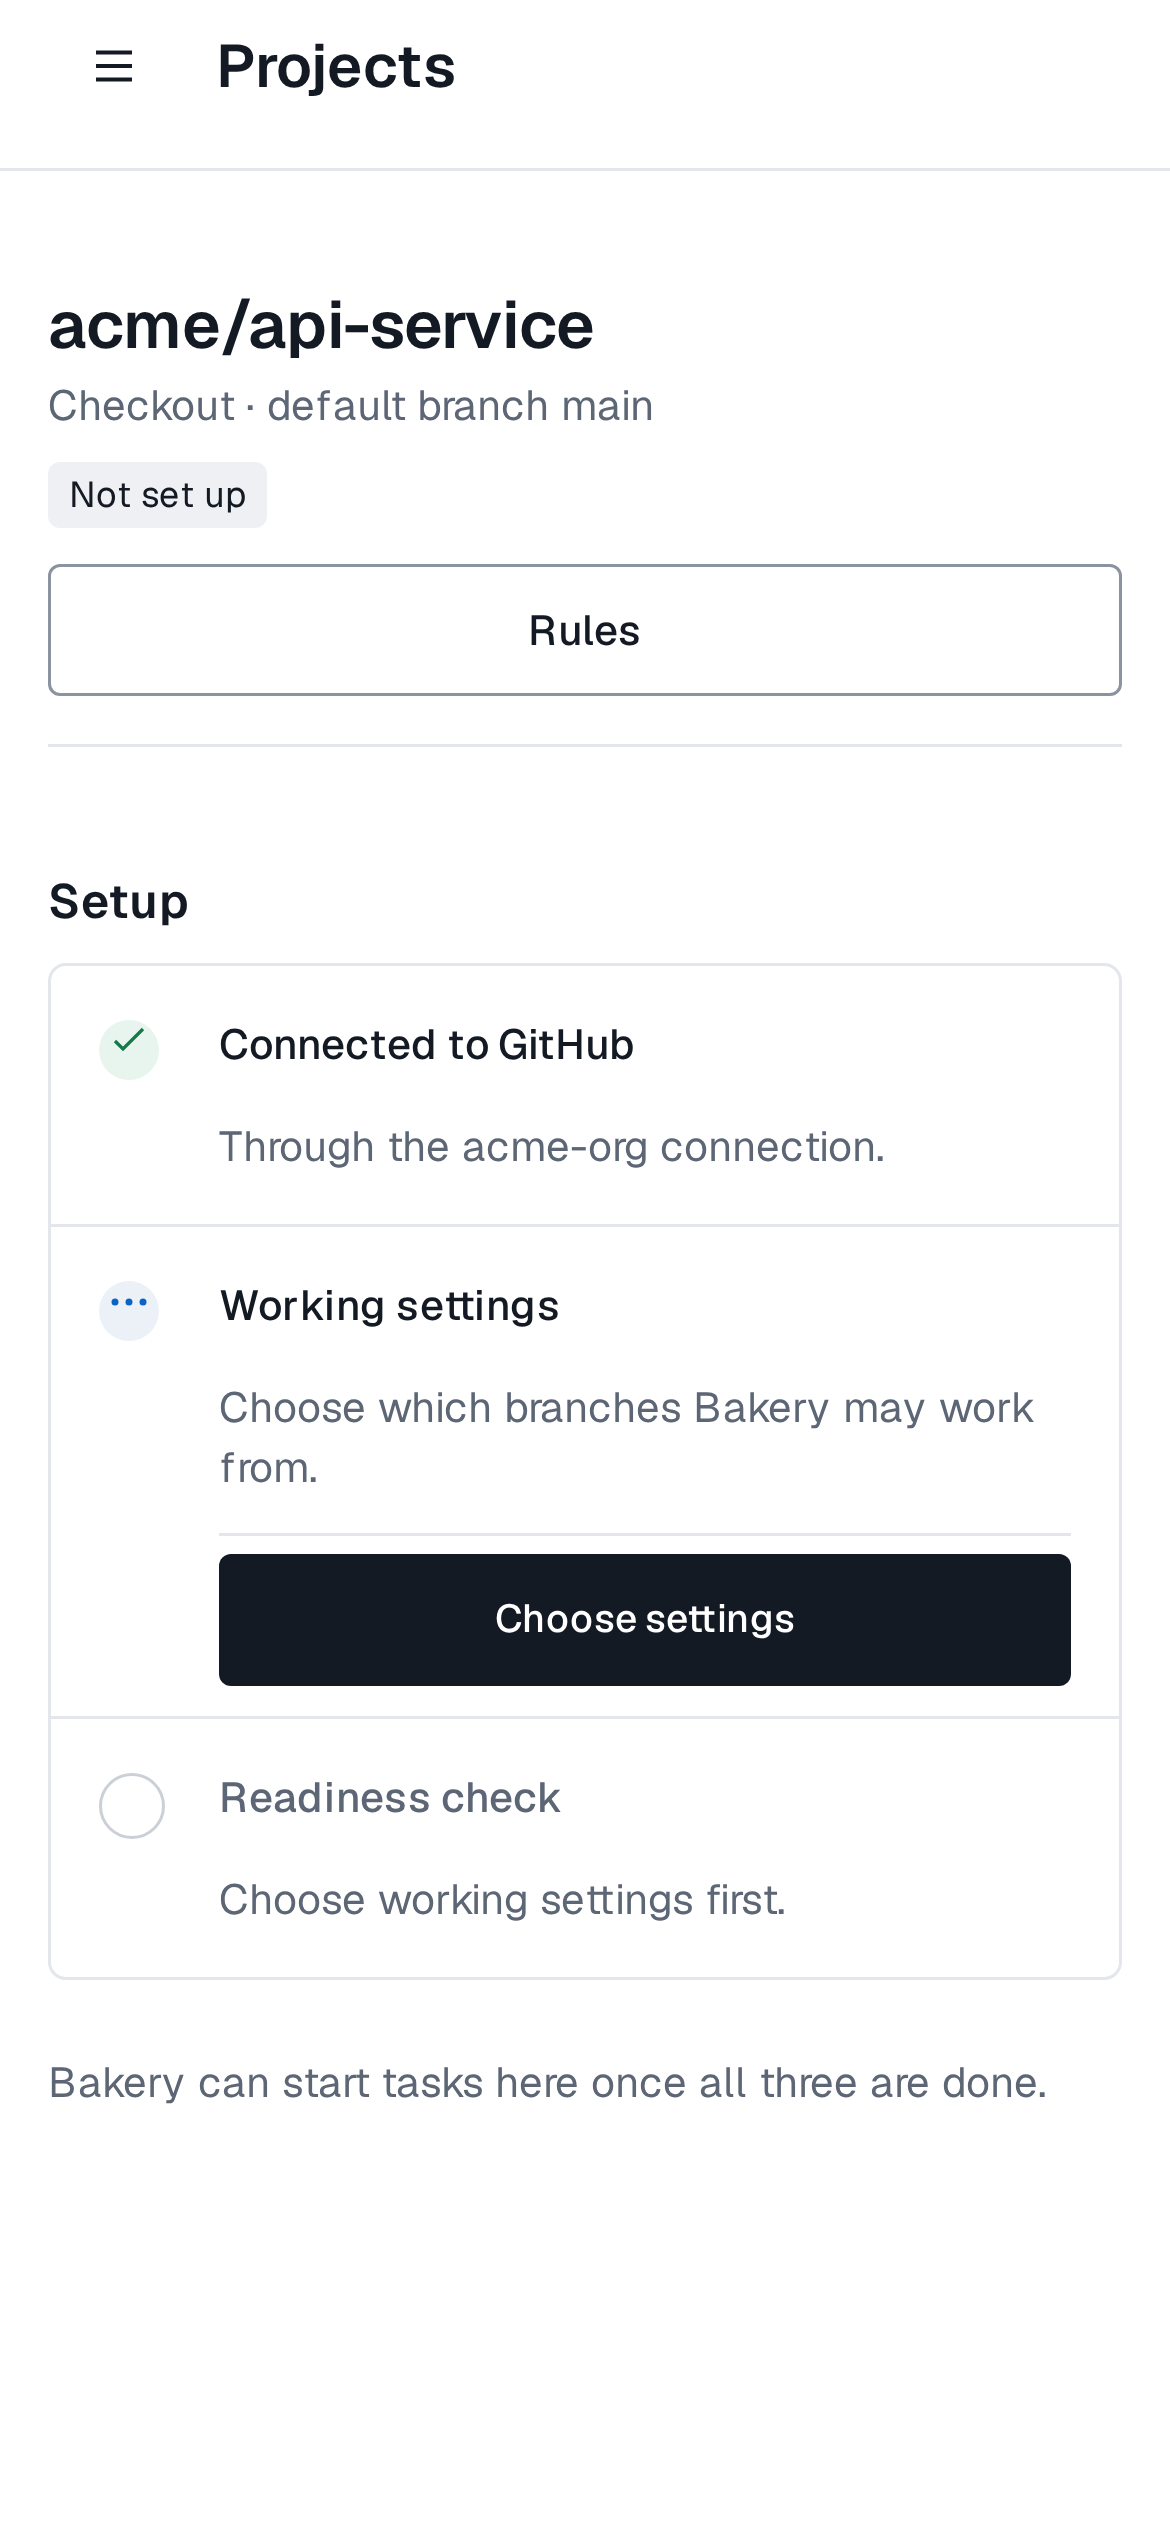 Projects
acme/api-service
Checkout · default branch main
Not set up
Rules
Setup
Connected to GitHub
Through the acme-org connection.
Working settings
Choose which branches Bakery may work
from.
Choose settings
Readiness check
Choose working settings first.
Bakery can start tasks here once all three are done.